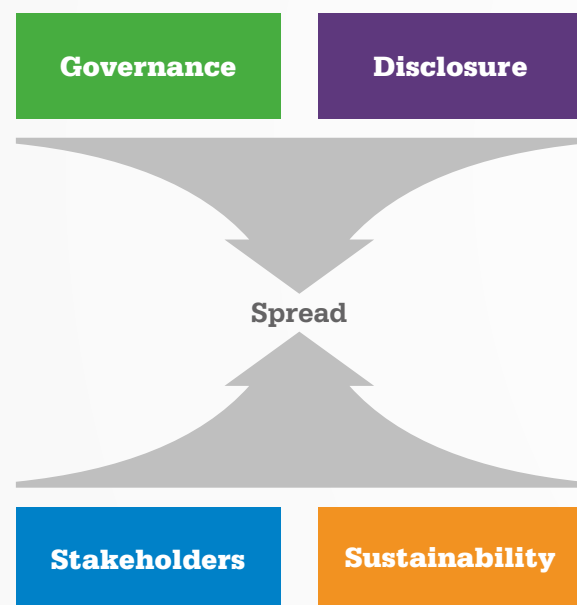 Governance
Disclosure
Spread
Stakeholders
Sustainability